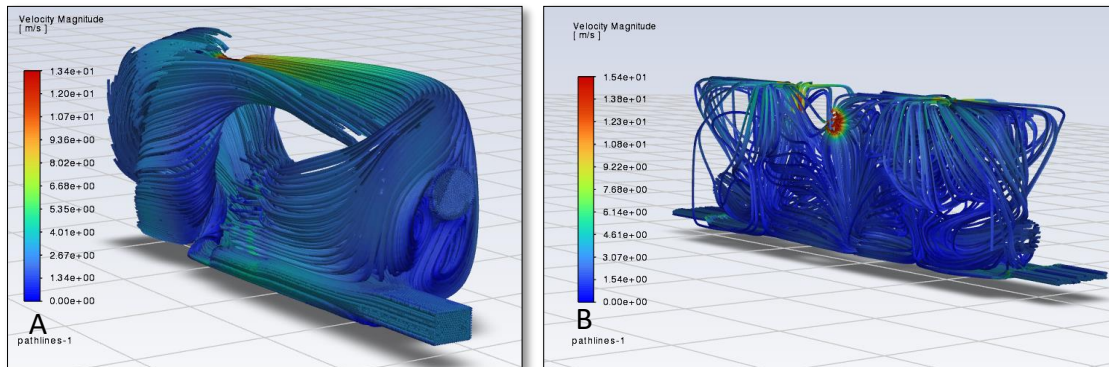 Velocity Magnitude
[ m/s ]
1.34e+01
1.20e+01
1.07e+01
9.36e+00
8.02e+00
6.68e+00
5.35e+00
4.01e+00
2.67e+00
1.34e+00
0.00e+00
A
pathlines-1
Velocity Magnitude
[ m/s ]
1.54e+01
1.38e+01
1.23e+01
1.08e+01
9.22e+00
7.68e+00
6.14e+00
4.61e+00
3.07e+00
1.54e+00
0.00e+00
B
pathlines-1